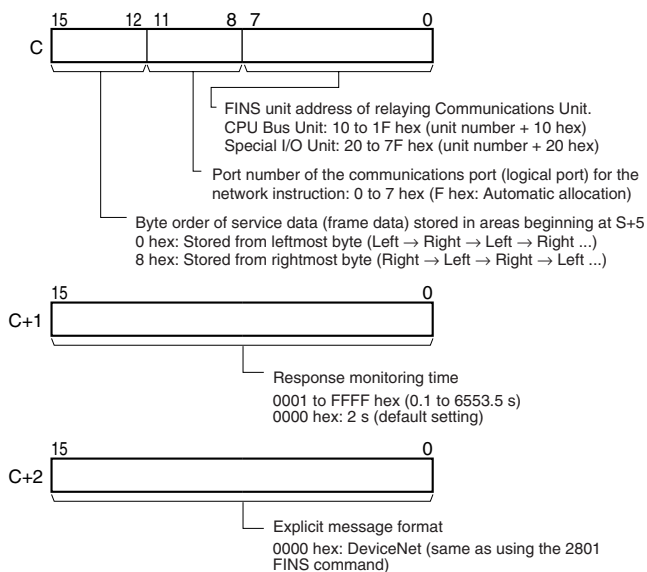 15 12 11 8 7 0
C
FINS unit address of relaying Communications Unit.
CPU Bus Unit: 10 to 1F hex (unit number + 10 hex)
Special I/O Unit: 20 to 7F hex (unit number + 20 hex)
Port number of the communications port (logical port) for the
network instruction: 0 to 7 hex (F hex: Automatic allocation)
Byte order of service data (frame data) stored in areas beginning at S+5
0 hex: Stored from leftmost byte (Left → Right → Left → Right ...)
8 hex: Stored from rightmost byte (Right → Left → Right → Left ...)
15 0
C+1
Response monitoring time
0001 to FFFF hex (0.1 to 6553.5 s)
0000 hex: 2 s (default setting)
15 0
C+2
Explicit message format
0000 hex: DeviceNet (same as using the 2801
FINS command)